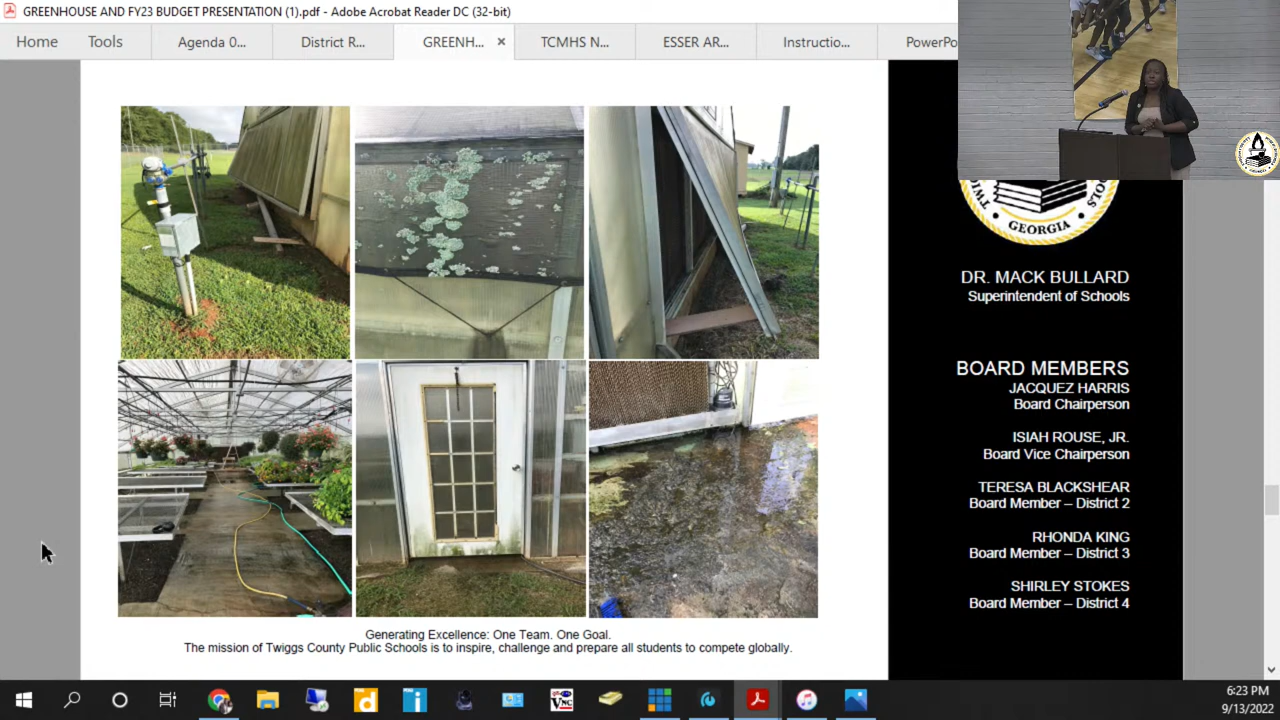 GREENHOUSE AND FY23 BUDGET PRESENTATION (1).pdf - Adobe Acrobat Reader DC (32-bit)
Home
Tools
Agenda 0...
District R...
GREENH...
TCMHS N...
ESSER AR...
Instructio...
PowerPo
GEORGIA
DR. MACK BULLARD
Superintendent of Schools
BOARD MEMBERS
JACQUEZ HARRIS
Board Chairperson
ISIAH ROUSE, JR.
Board Vice Chairperson
TERESA BLACKSHEAR
Board Member – District 2
RHONDA KING
Board Member – District 3
SHIRLEY STOKES
Board Member – District 4
Generating Excellence: One Team. One Goal.
The mission of Twiggs County Public Schools is to inspire, challenge and prepare all students to compete globally.
6:23 PM
9/13/2022